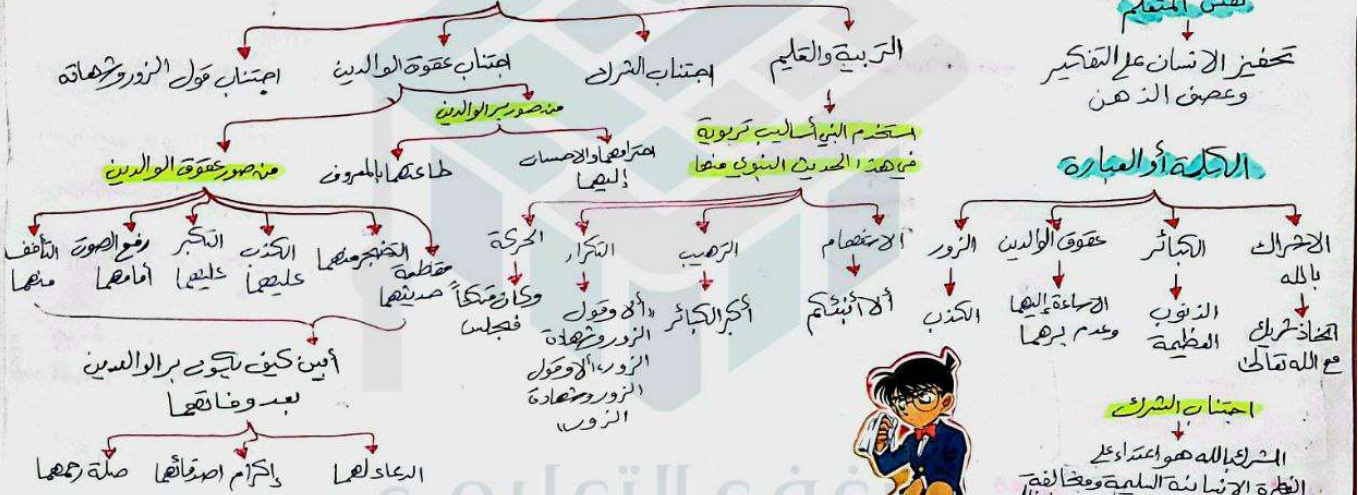 نفس المتعلم
تحفيز الانسان على التفكير
وعصف الذهن
التربية والتعليم
اجتناب الشرك
اجتناب عقوق الوالدين
اجتناب قول الزور وشهادته
الكلمة أو العبارة
الاشراك بالله
اتخاذ شريك
مع الله تعالى
الكبائر
الذنوب
العظيمة
عقوق الوالدين
الاساءة إليهما
وعدم برهما
الزور
الكذب
استخدم النبي أساليب تربوية
في هذا الحديث النبوي منها
الاستفهام
ألا أنبئكم
الترهيب
أكبر الكبائر
التكرار
"ألا وقول
الزور وشهادة
الزور، ألا وقول
الزور وشهادة
الزور"
الحركة
وكان متكئاً
فجلس
من صور بر الوالدين
احترامهما والاحسان
إليهما
طاعتهما بالمعروف
من صور عقوق الوالدين
مقاطعة
حديثهما
التضجر منهما
الكذب
عليهما
التكبر
عليهما
رفع الصوت
أمامهما
التأفف
منهما
أبين كيف يكون بر الوالدين
بعد وفاتهما
الدعاء لهما
إكرام اصدقائهما
صلة رحمهما
اجتناب الشرك
الشرك بالله هو اعتداء على
الفطرة الإنسانية السليمة ومخالفة